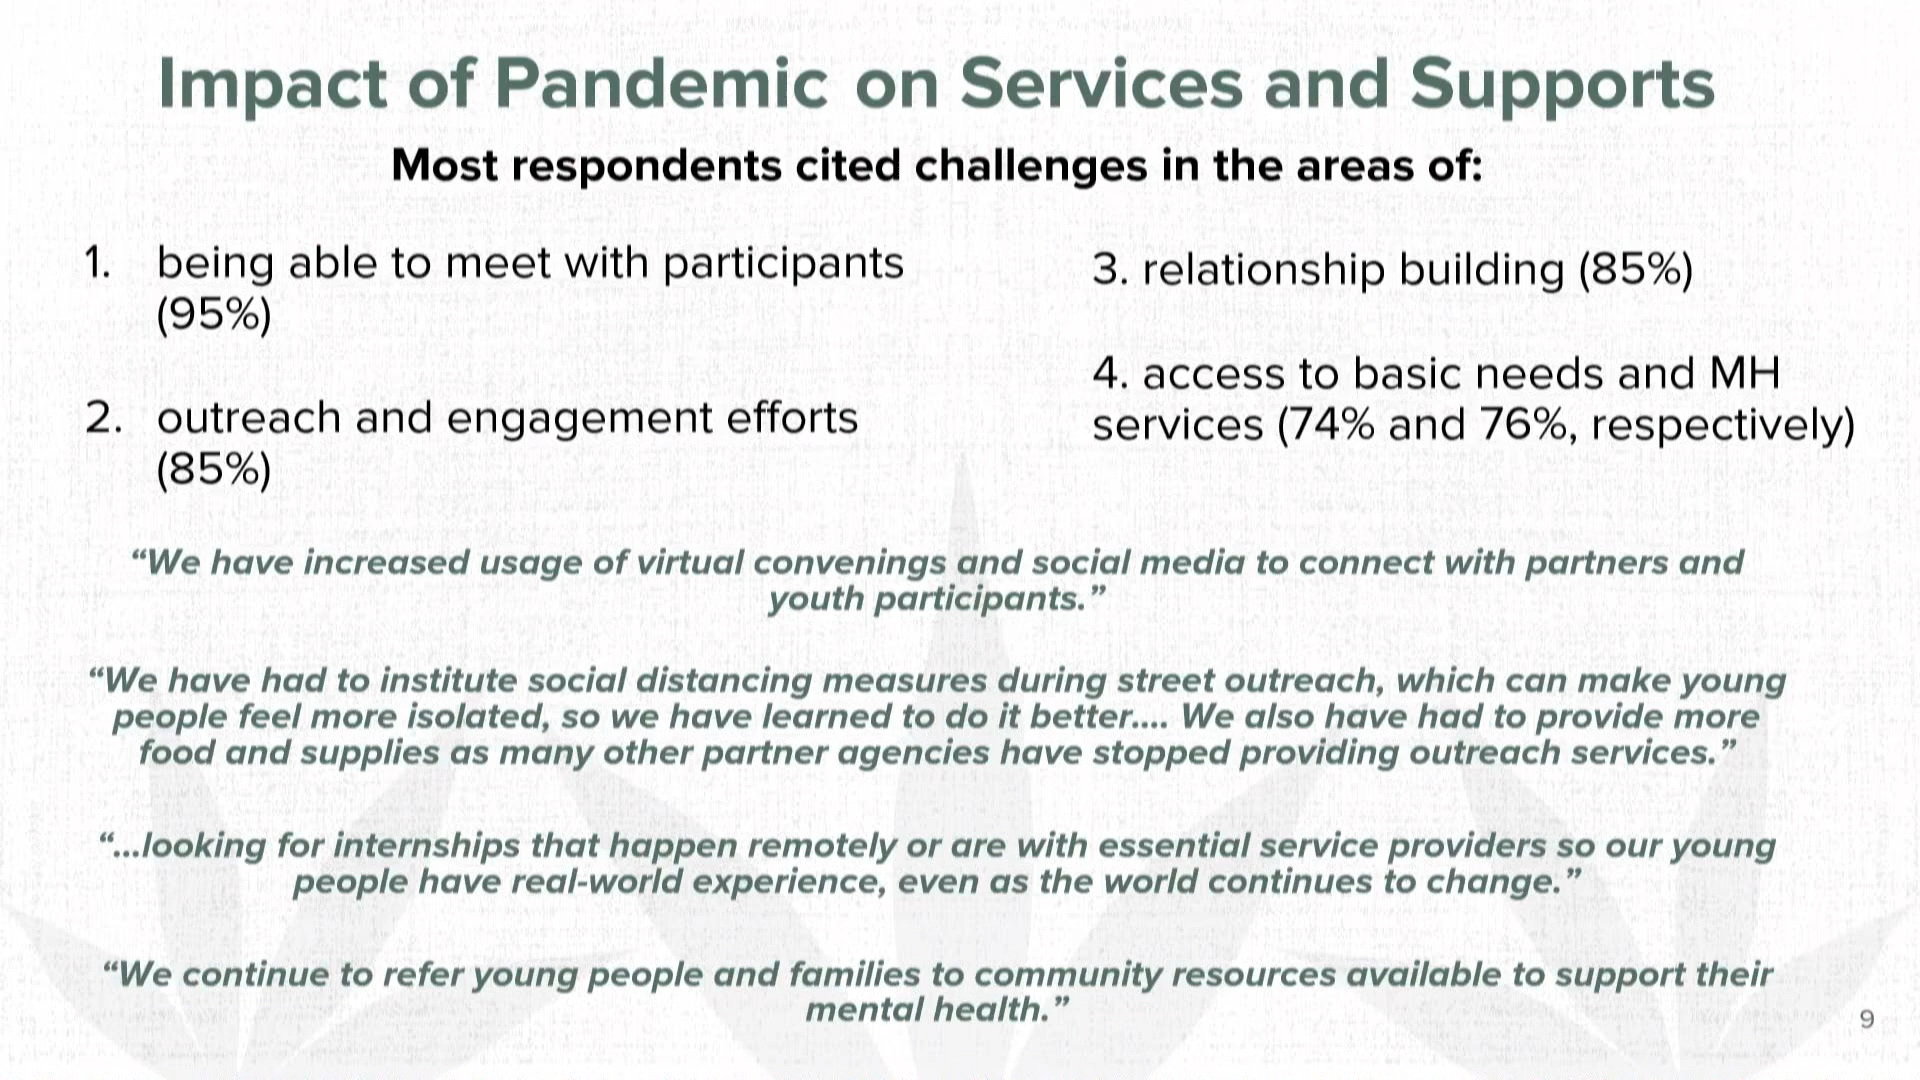 Impact of Pandemic on Services and Supports
Most respondents cited challenges in the areas of:
1. being able to meet with participants
(95%)
2. outreach and engagement efforts
(85%)
3. relationship building (85%)
4. access to basic needs and MH
services (74% and 76%, respectively)
“We have increased usage of virtual convenings and social media to connect with partners and
youth participants.”
“We have had to institute social distancing measures during street outreach, which can make young
people feel more isolated, so we have learned to do it better.... We also have had to provide more
food and supplies as many other partner agencies have stopped providing outreach services.”
“...looking for internships that happen remotely or are with essential service providers so our young
people have real-world experience, even as the world continues to change.”
“We continue to refer young people and families to community resources available to support their
mental health.”
9